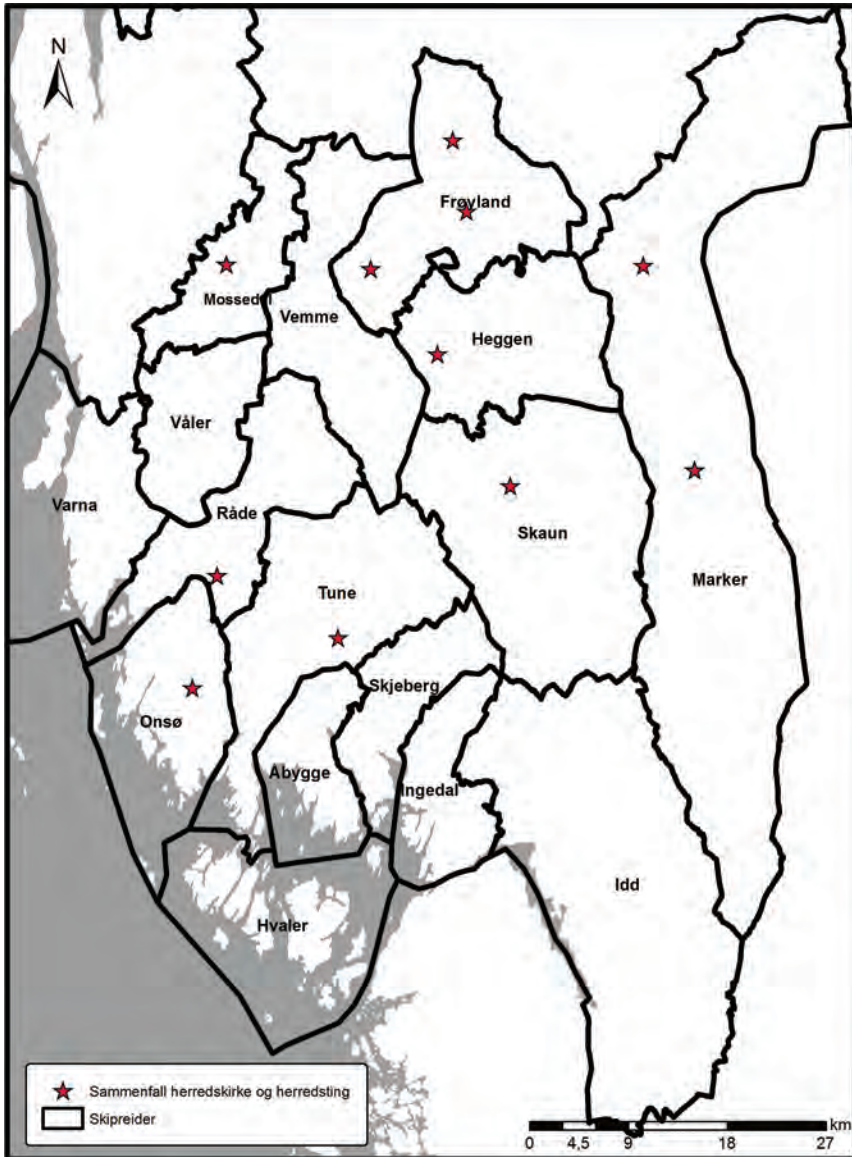 N
Frøyland
Mossedal
Vemme
Heggen
Våler
Varna
Råde
Skaun
Tune
Marker
Skjeberg
Onsø
Åbygge
Ingedal
Idd
Hvaler
Sammenfall herredskirke og herredsting
Skipreider
km
0 4,5 9 18 27